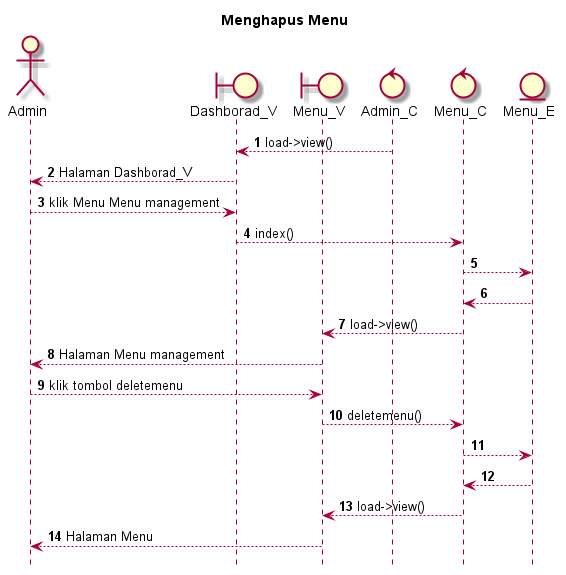 Menghapus Menu
Admin
Dashborad_V
Menu_V
Admin_C
Menu_C
Menu_E
1 load->view()
2 Halaman Dashborad_V
3 klik Menu Menu management
4 index()
5
6
7 load->view()
8 Halaman Menu management
9 klik tombol deletemenu
10 deletemenu()
11
12
13 load->view()
14 Halaman Menu